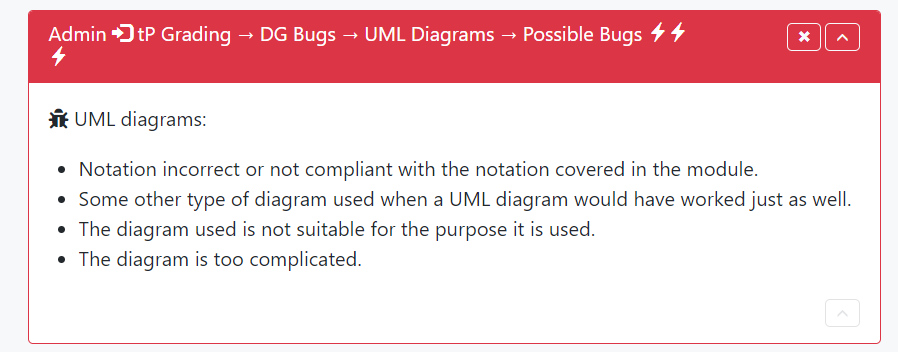 Admin tP Grading → DG Bugs → UML Diagrams → Possible Bugs
UML diagrams:
• Notation incorrect or not compliant with the notation covered in the module.
• Some other type of diagram used when a UML diagram would have worked just as well.
• The diagram used is not suitable for the purpose it is used.
• The diagram is too complicated.